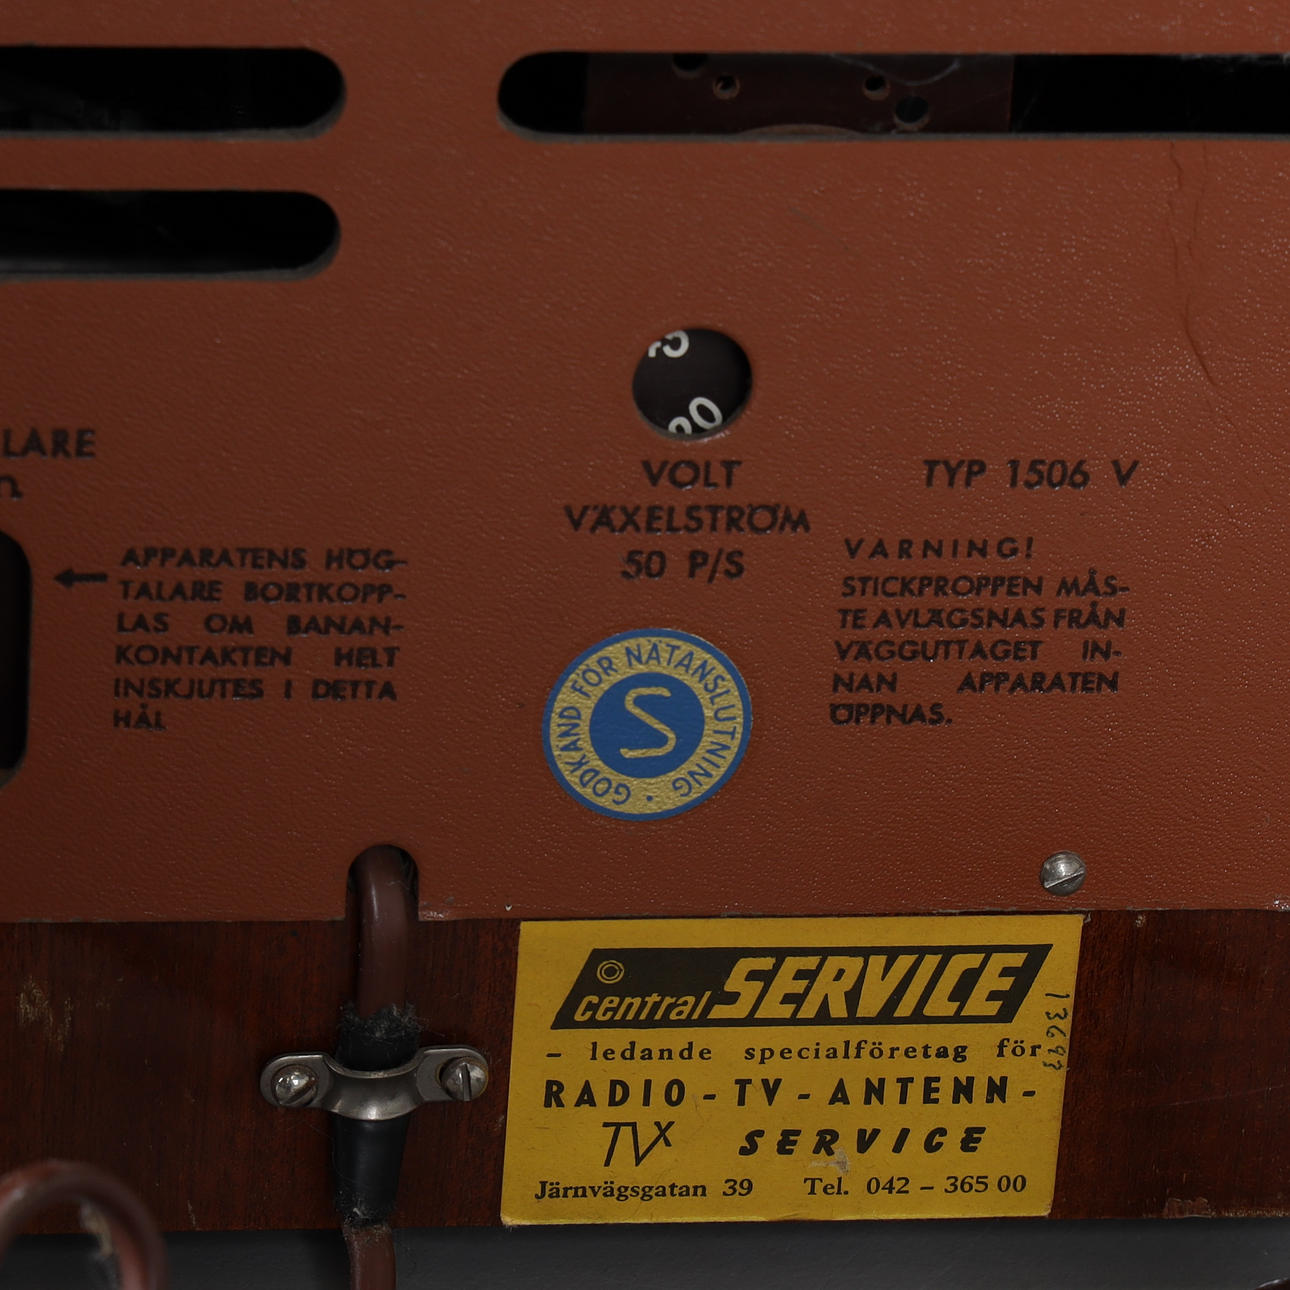 LARE
VOLT
VÄXELSTRÖM
50 P/S
TYP 1506 V
APPARATENS HÖG-
TALARE BORTKOPP-
LAS OM BANAN-
KONTAKTEN HELT
INSKJUTES I DETTA
HÅL
VARNING!
STICKPROPPEN MÅS-
TE AVLÄGSNAS FRÅN
VÄGGUTTAGET IN-
NAN APPARATEN
ÖPPNAS.
GODKÄND FÖR NÄTANSLUTNING ·
S
central SERVICE
13693
– ledande specialföretag för
RADIO - TV - ANTENN -
TVX SERVICE
Järnvägsgatan 39 Tel. 042 – 365 00